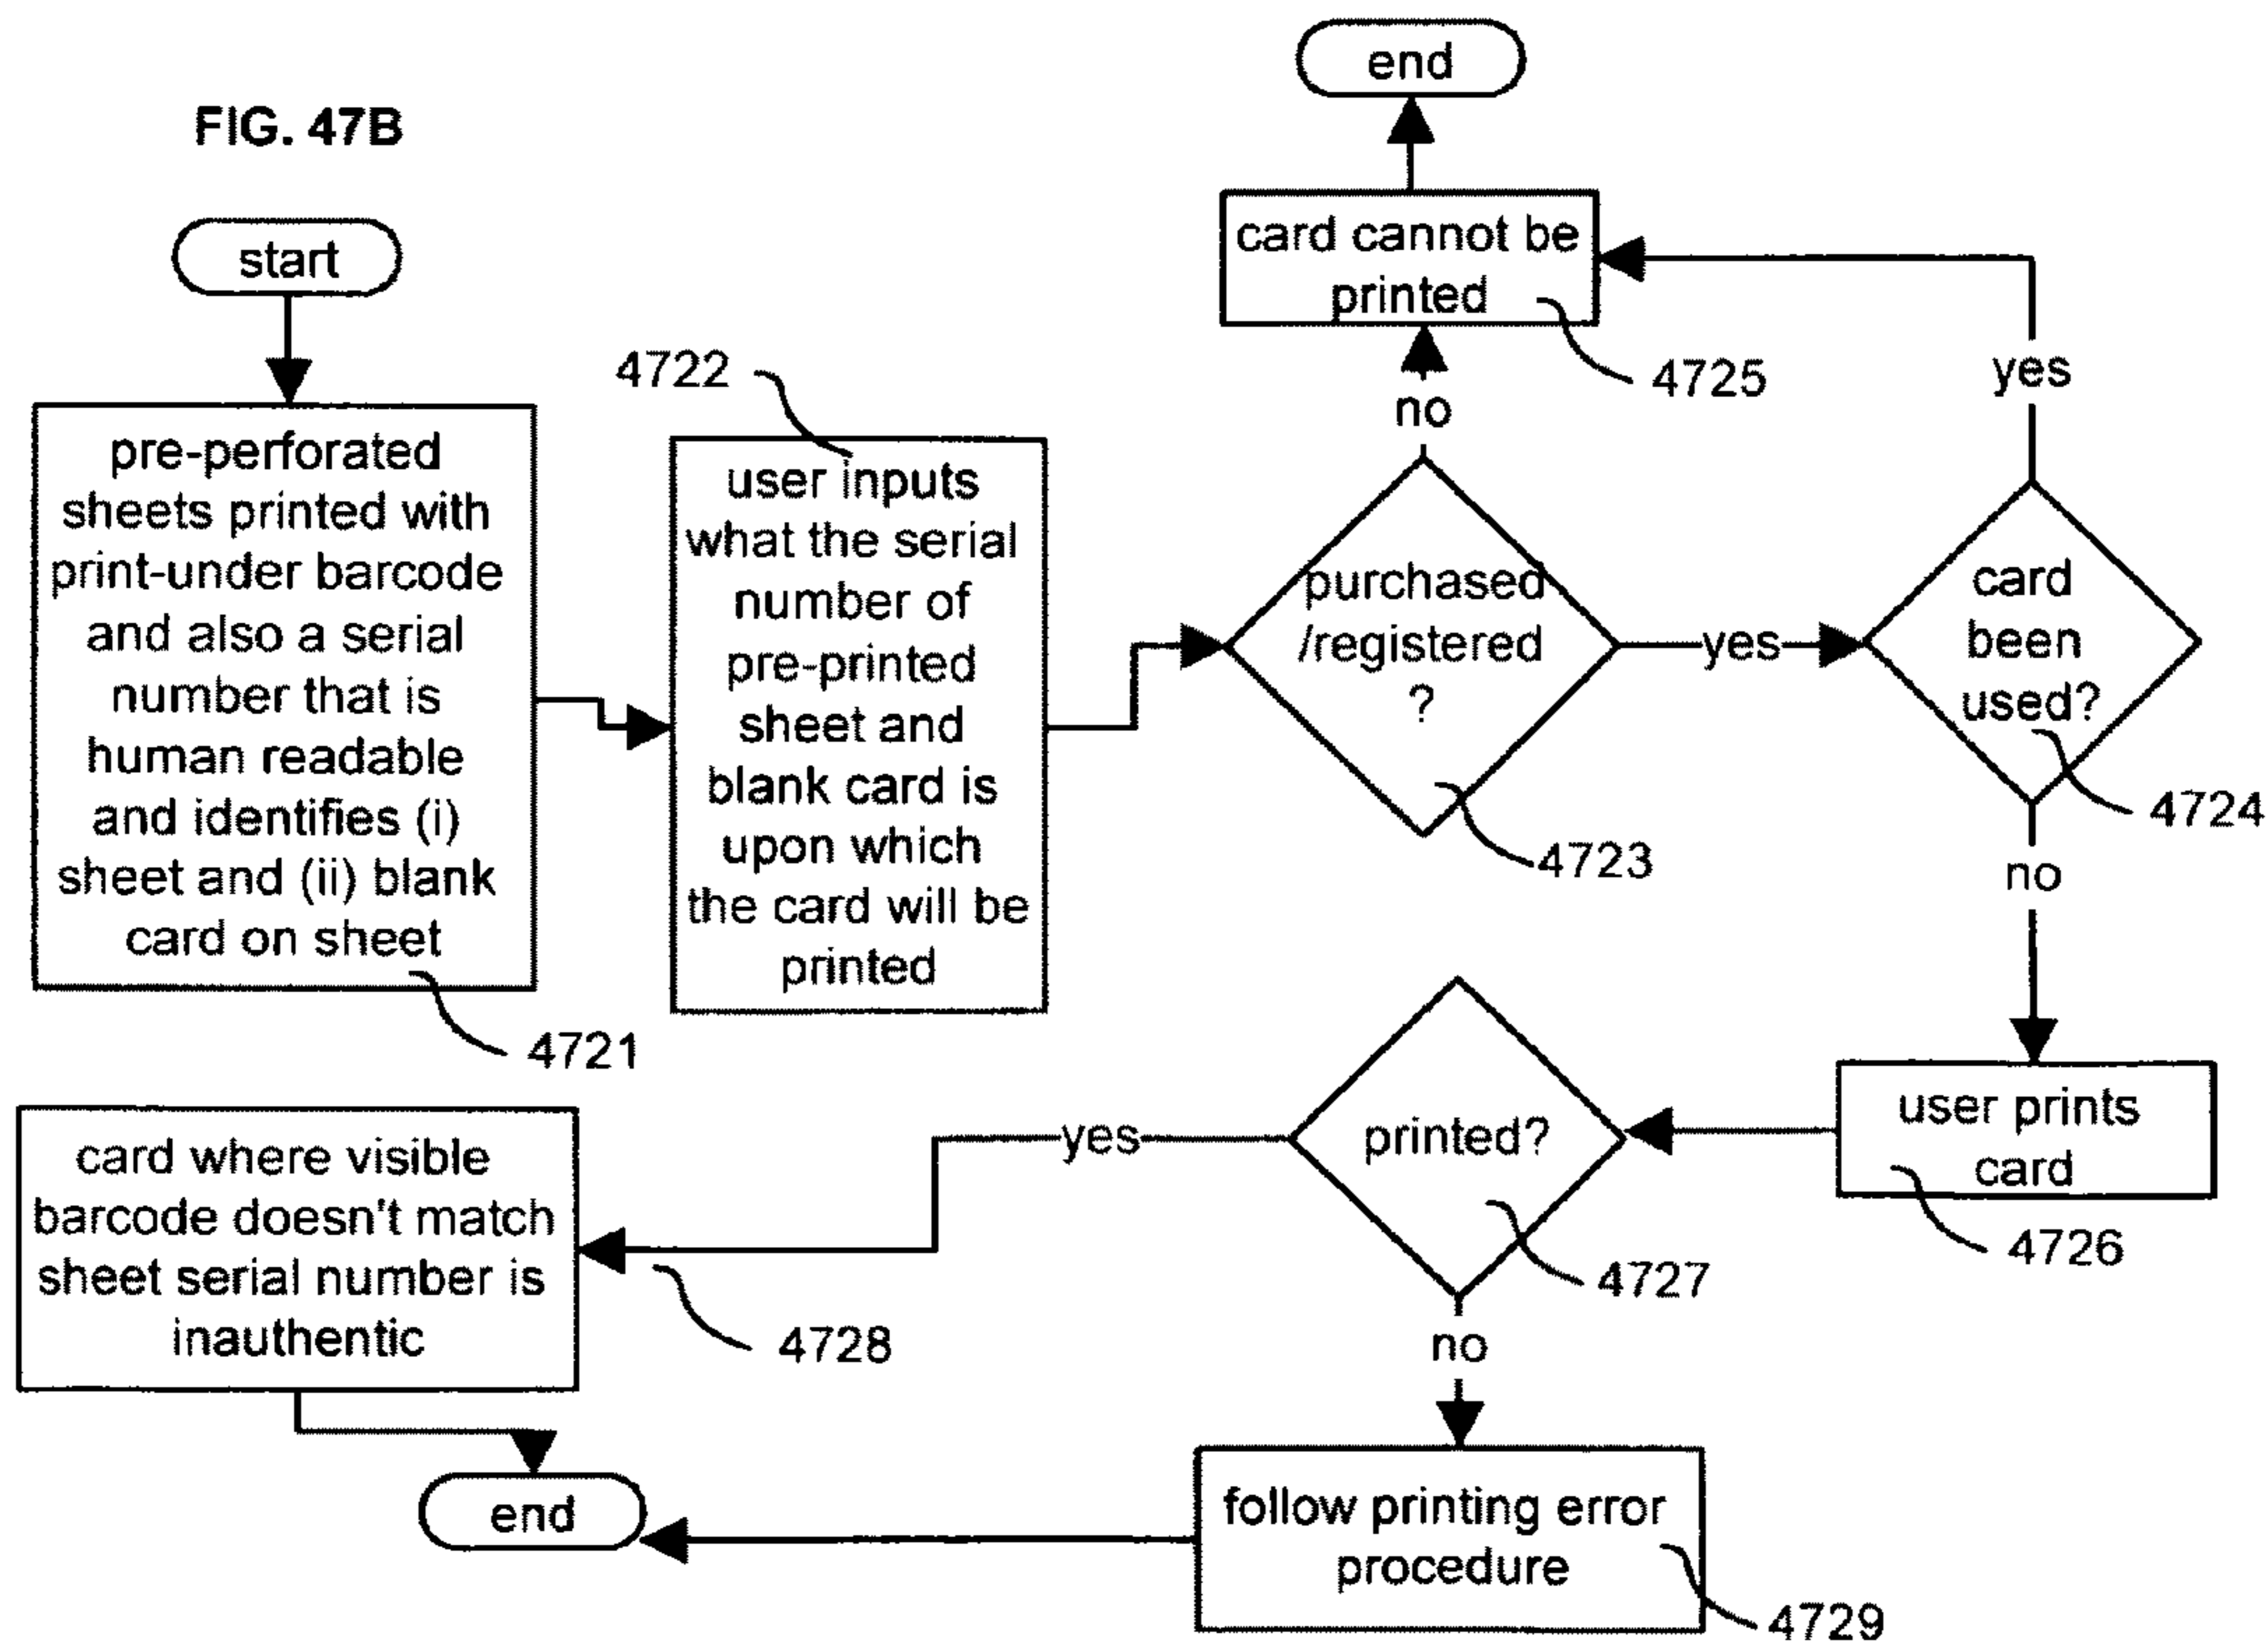 FIG. 47B
start
pre-perforated
sheets printed with
print-under barcode
and also a serial
number that is
human readable
and identifies (i)
sheet and (ii) blank
card on sheet
4721
4722
user inputs
what the serial
number of
pre-printed
sheet and
blank card is
upon which
the card will be
printed
purchased
/registered
?
4723
no
yes
end
card cannot be
printed
4725
yes
card
been
used?
4724
no
user prints
card
4726
printed?
4727
yes
no
card where visible
barcode doesn't match
sheet serial number is
inauthentic
4728
end
follow printing error
procedure
4729